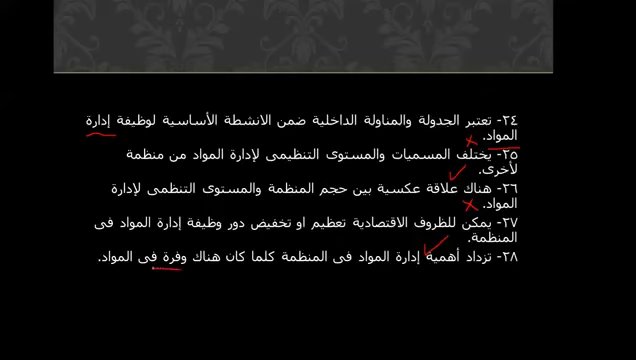 ٢٤- تعتبر الجدولة والمناولة الداخلية ضمن الانشطة الأساسية لوظيفة إدارة
المواد.
٢٥- يختلف المسميات والمستوى التنظيمى لإدارة المواد من منظمة
لأخرى.
٢٦- هناك علاقة عكسية بين حجم المنظمة والمستوى التنظمى لإدارة
المواد.
٢٧- يمكن للظروف الاقتصادية تعظيم او تخفيض دور وظيفة إدارة المواد فى
المنظمة.
٢٨- تزداد أهمية إدارة المواد فى المنظمة كلما كان هناك وفرة فى المواد.